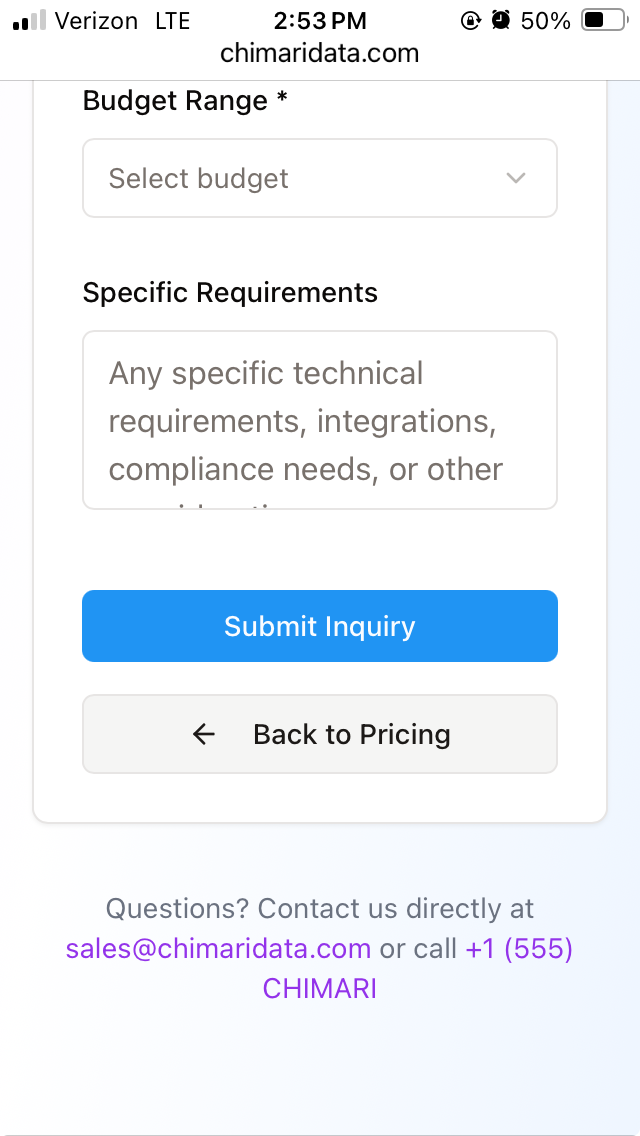 Verizon LTE 2:53 PM 50%
chimaridata.com
Budget Range *
Select budget
Specific Requirements
Any specific technical
requirements, integrations,
compliance needs, or other
Submit Inquiry
← Back to Pricing
Questions? Contact us directly at
sales@chimaridata.com or call +1 (555)
CHIMARI